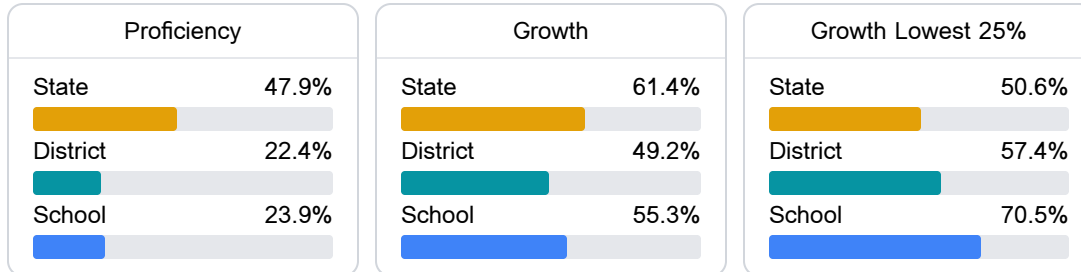 Proficiency
State 47.9%
District 22.4%
School 23.9%
Growth
State 61.4%
District 49.2%
School 55.3%
Growth Lowest 25%
State 50.6%
District 57.4%
School 70.5%